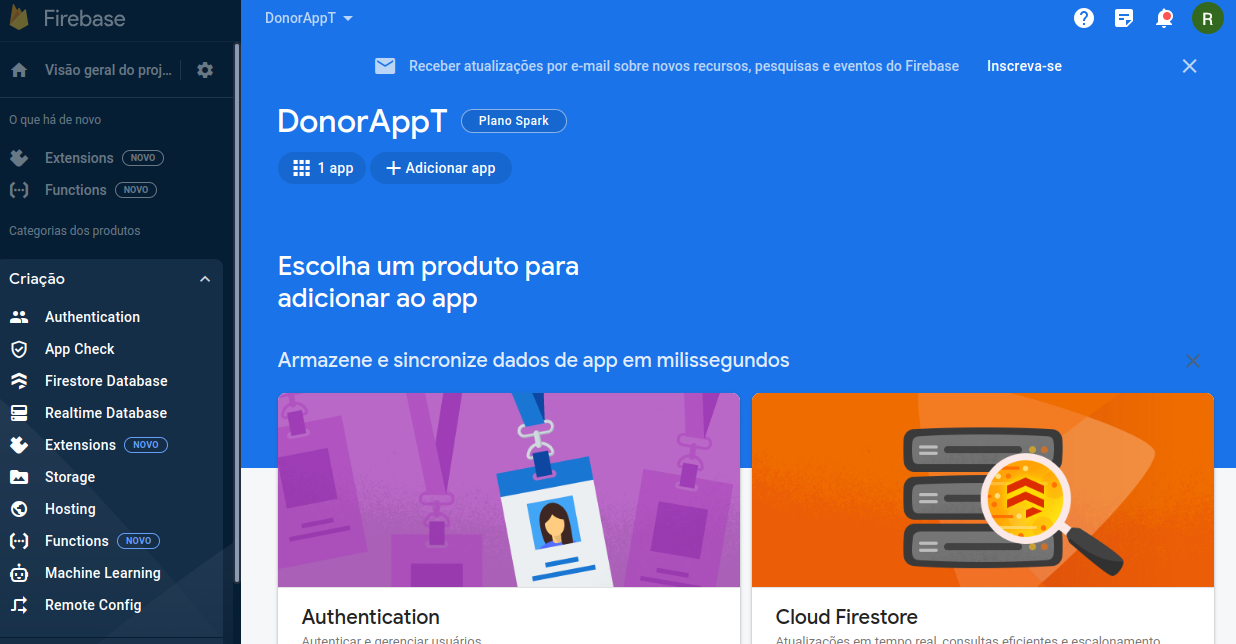 Firebase
DonorAppT
R
Visão geral do proj...
Receber atualizações por e-mail sobre novos recursos, pesquisas e eventos do Firebase
Inscreva-se
O que há de novo
Extensions NOVO
Functions NOVO
Categorias dos produtos
Criação
Authentication
App Check
Firestore Database
Realtime Database
Extensions NOVO
Storage
Hosting
Functions NOVO
Machine Learning
Remote Config
DonorAppT
Plano Spark
1 app
Adicionar app
Escolha um produto para
adicionar ao app
Armazene e sincronize dados de app em milissegundos
Authentication
Autenticar e gerenciar usuários
Cloud Firestore
Atualizações em tempo real, consultas eficientes e escalonamento